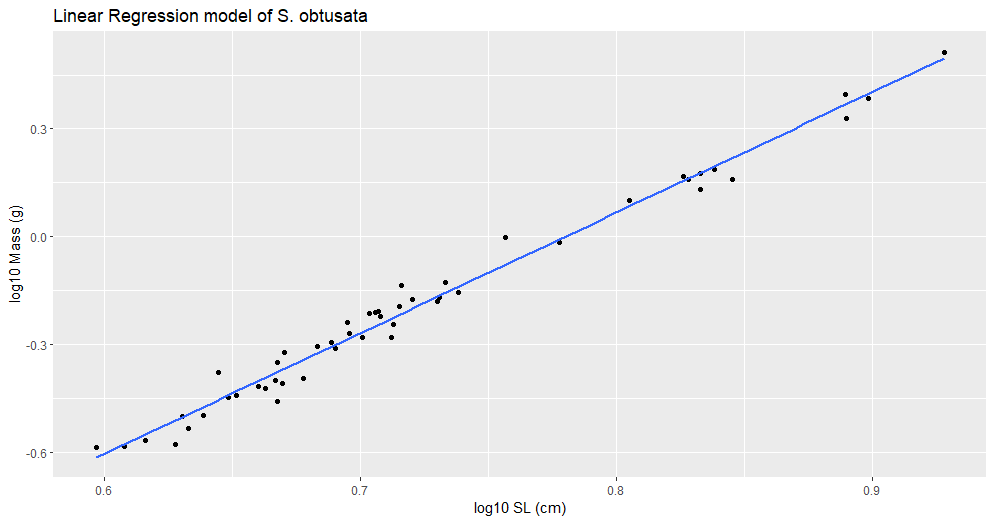 Linear Regression model of S. obtusata
log10 Mass (g)
0.3
0.0
-0.3
-0.6
0.6 0.7 0.8 0.9
log10 SL (cm)